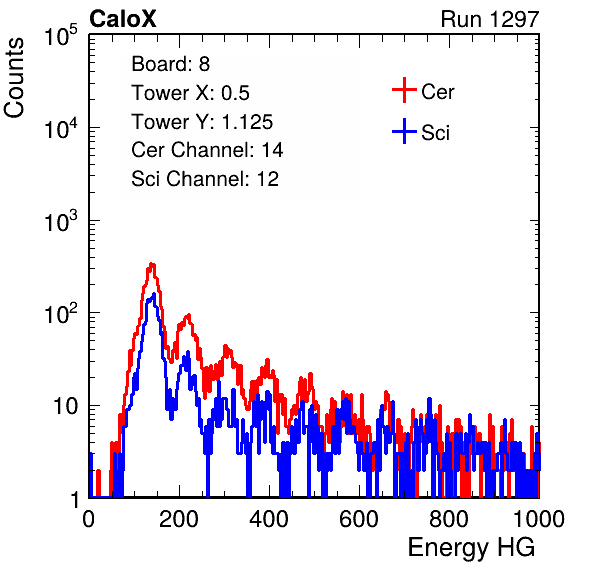 CaloX Run 1297
Counts
Board: 8
Tower X: 0.5
Tower Y: 1.125
Cer Channel: 14
Sci Channel: 12
Cer
Sci
10^5
10^4
10^3
10^2
10
1
0 200 400 600 800 1000
Energy HG